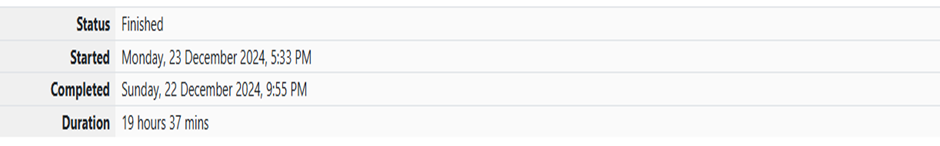 Status Finished
Started Monday, 23 December 2024, 5:33 PM
Completed Sunday, 22 December 2024, 9:55 PM
Duration 19 hours 37 mins